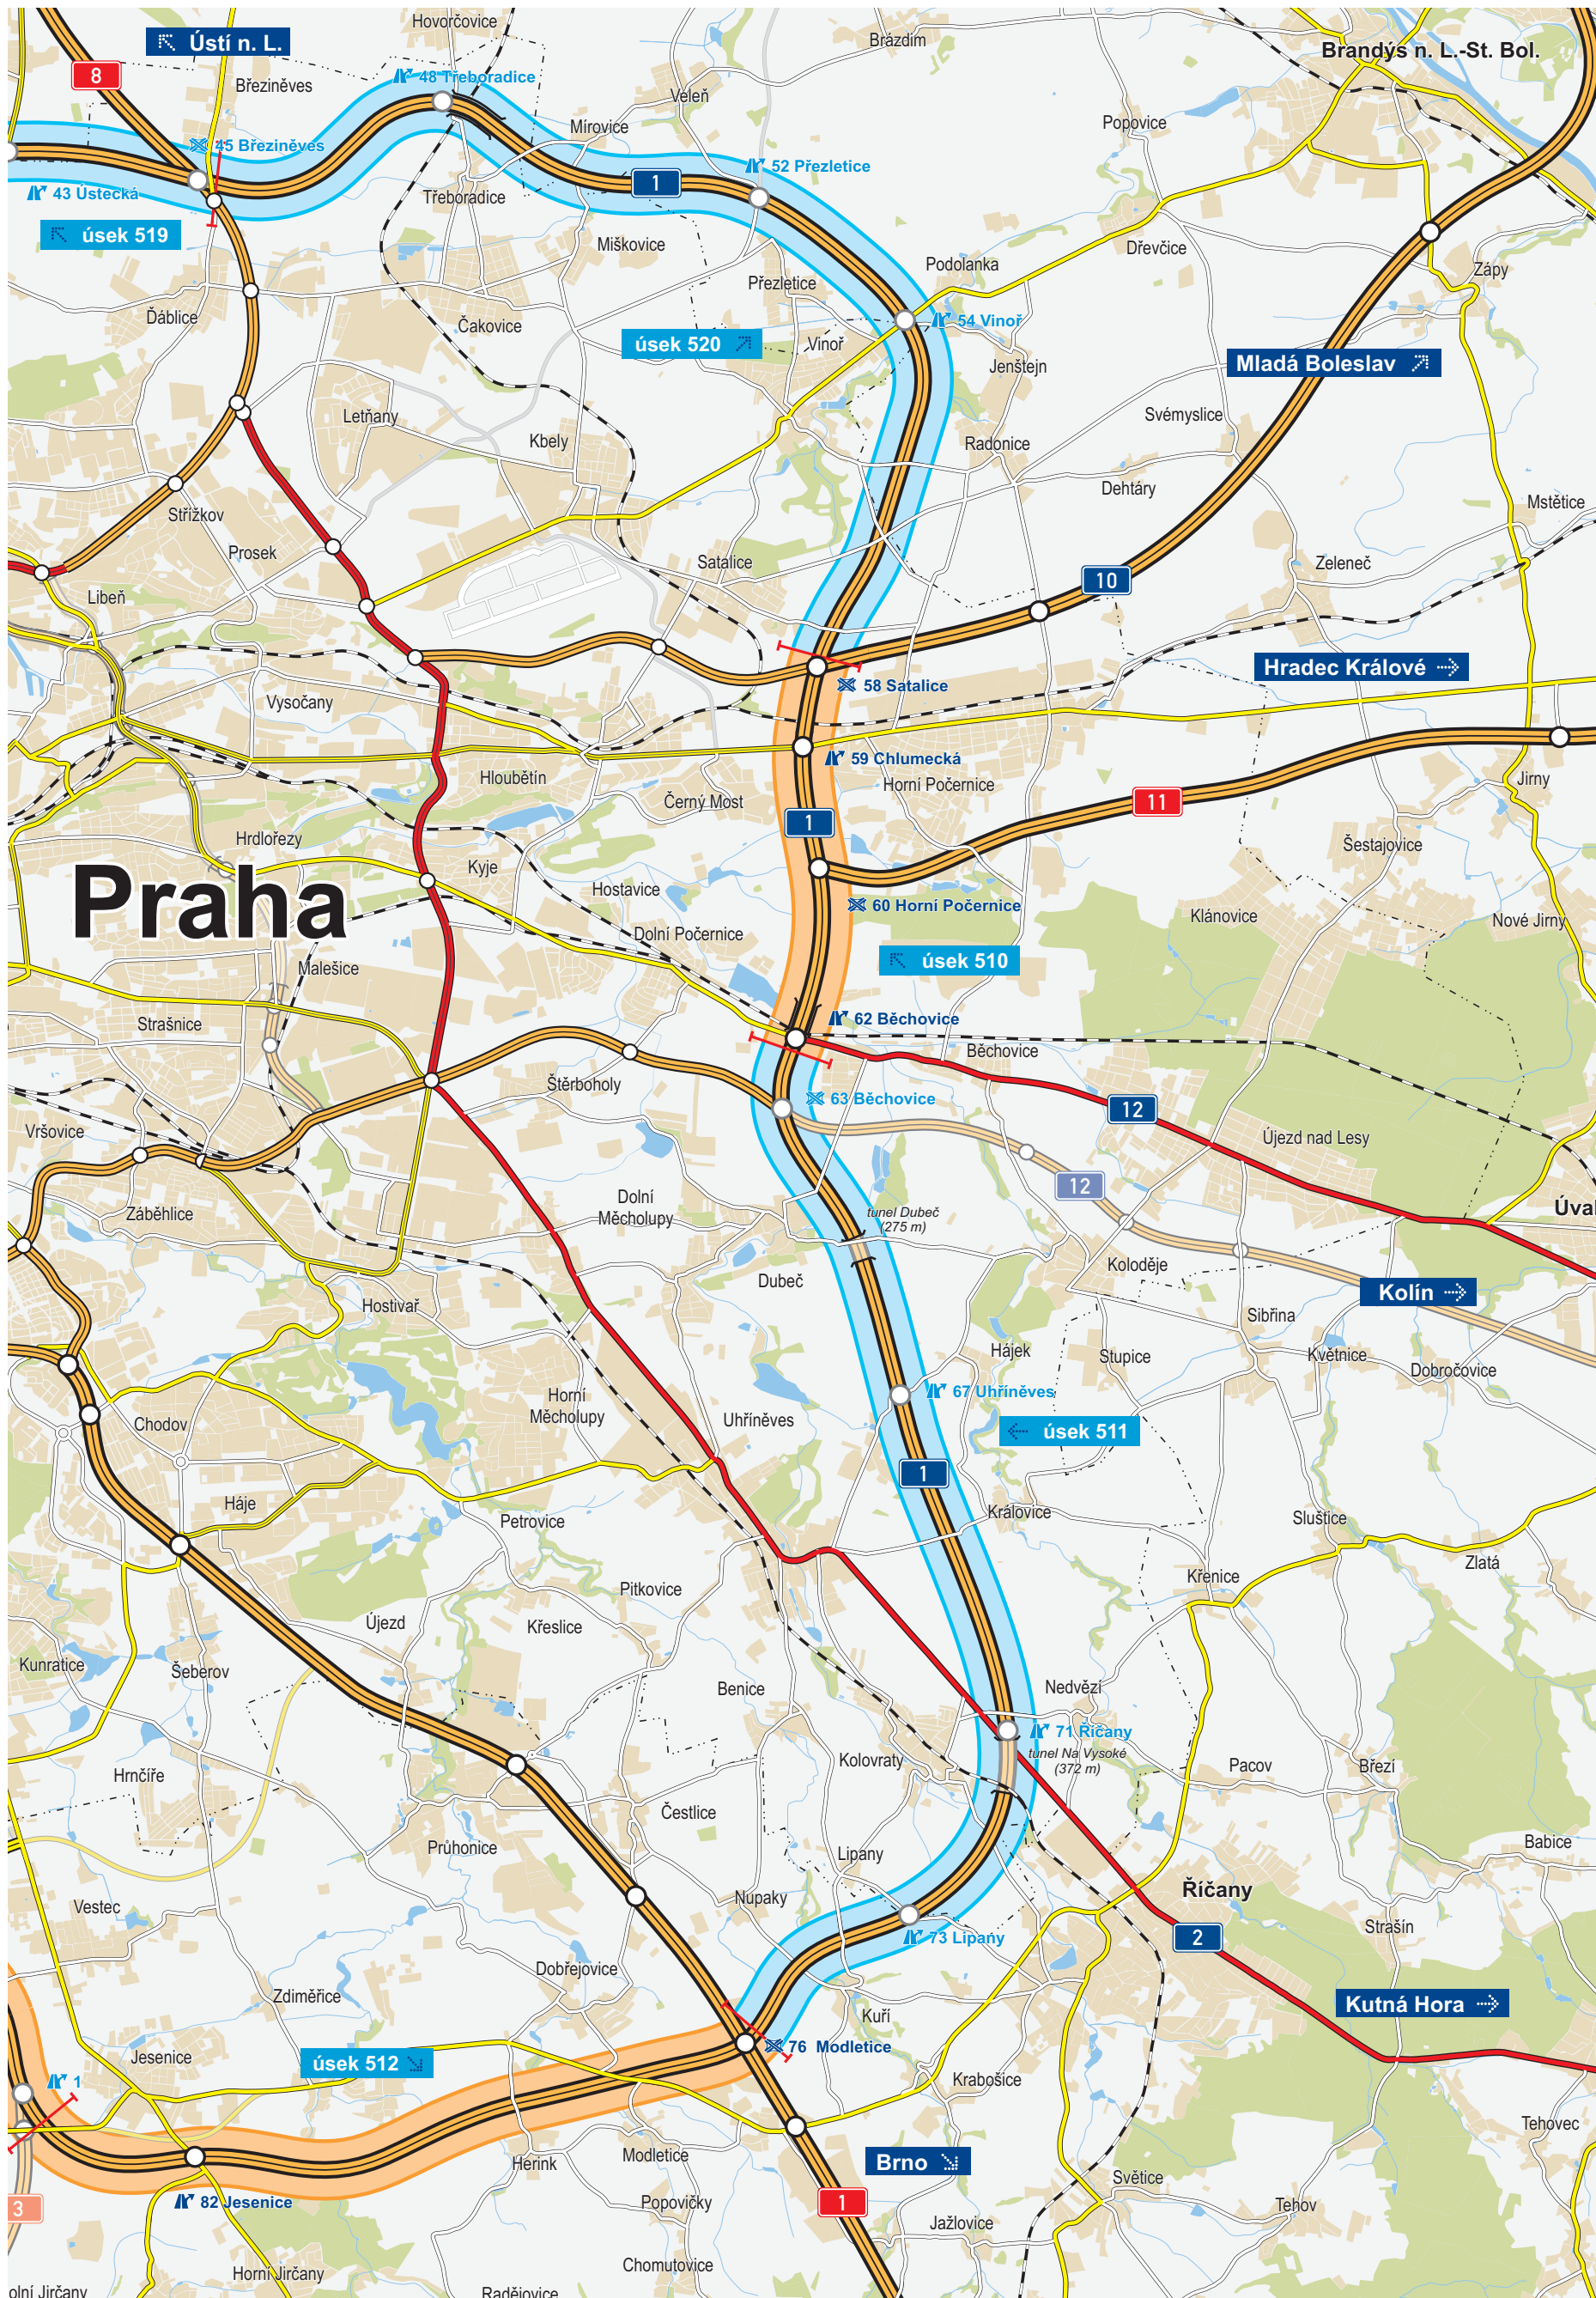 Hovorčovice
Ústí n. L.
Brázdim
Brandýs n. L.-St. Bol.
8
Březiněves
48 Třeboradice
Veleň
Popovice
Mírovice
45 Březiněves
52 Přezletice
1
43 Ústecká
Třeboradice
úsek 519
Miškovice
Dřevčice
Podolanka
Zápy
Přezletice
Ďáblice
Čakovice
54 Vinoř
úsek 520
Vinoř
Jenštejn
Mladá Boleslav
Letňany
Svémyslice
Kbely
Radonice
Dehtáry
Mstětice
Střížkov
Prosek
Satalice
Zeleneč
10
Libeň
Hradec Králové
58 Satalice
Vysočany
59 Chlumecká
Hloubětín
Horní Počernice
Jirny
Černý Most
11
1
Hrdlořezy
Šestajovice
Kyje
Praha
Hostavice
60 Horní Počernice
Klánovice
Nové Jirny
Dolní Počernice
úsek 510
Malešice
Strašnice
62 Běchovice
Běchovice
Štěrboholy
63 Běchovice
12
Vršovice
Újezd nad Lesy
12
Dolní
Měcholupy
Záběhlice
tunel Dubeč
(275 m)
Úval
Koloděje
Dubeč
Kolín
Hostivař
Sibřina
Hájek
Stupice
Květnice
Dobročovice
67 Uhříněves
Horní
Měcholupy
Chodov
Uhříněves
úsek 511
1
Háje
Královice
Petrovice
Sluštice
Zlatá
Křenice
Pitkovice
Újezd
Křeslice
Kunratice
Šeberov
Benice
Nedvězí
71 Říčany
tunel Na Vysoké
(372 m)
Kolovraty
Pacov
Březí
Hrnčíře
Čestlice
Průhonice
Lipany
Babice
Říčany
Nupaky
Vestec
Strašín
73 Lipany
2
Dobřejovice
Zdiměřice
Kutná Hora
Kuří
76 Modletice
Jesenice
úsek 512
1
Krabošice
Tehovec
Modletice
Brno
Herink
Světice
82 Jesenice
Popovičky
1
3
Tehov
Jažlovice
Chomutovice
Horní Jirčany
olní Jirčany
Radějovice